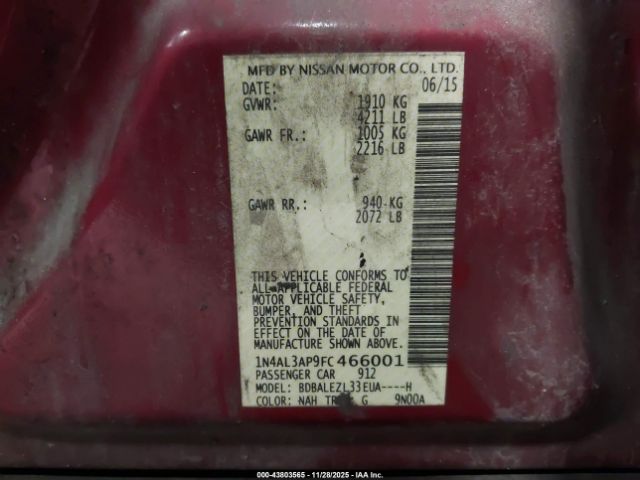 MFD BY NISSAN MOTOR CO., LTD.
DATE: 06/15
GVWR: 1910 KG
4211 LB
GAWR FR.: 1005 KG
2216 LB
GAWR RR.: 940 KG
2072 LB
THIS VEHICLE CONFORMS TO
ALL APPLICABLE FEDERAL
MOTOR VEHICLE SAFETY,
BUMPER, AND THEFT
PREVENTION STANDARDS IN
EFFECT ON THE DATE OF
MANUFACTURE SHOWN ABOVE.
1N4AL3AP9FC466001
PASSENGER CAR 912
MODEL: BDBALEZL33EUA----H
COLOR: NAH G 9N00A
000-43803565 | 11/28/2025 | IAA Inc.